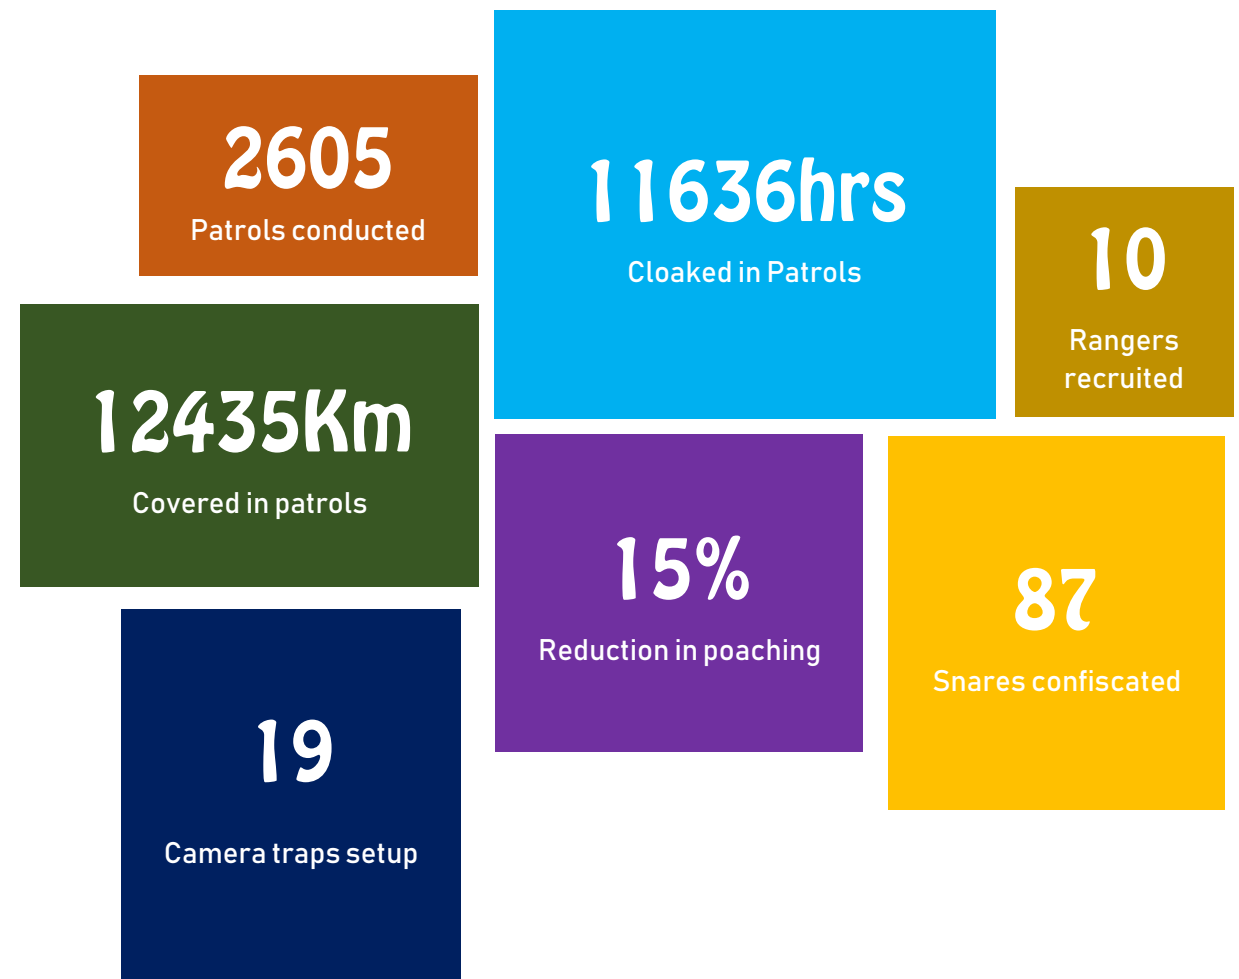 2605
Patrols conducted
11636hrs
Cloaked in Patrols
10
Rangers
recruited
12435Km
Covered in patrols
15%
Reduction in poaching
87
Snares confiscated
19
Camera traps setup